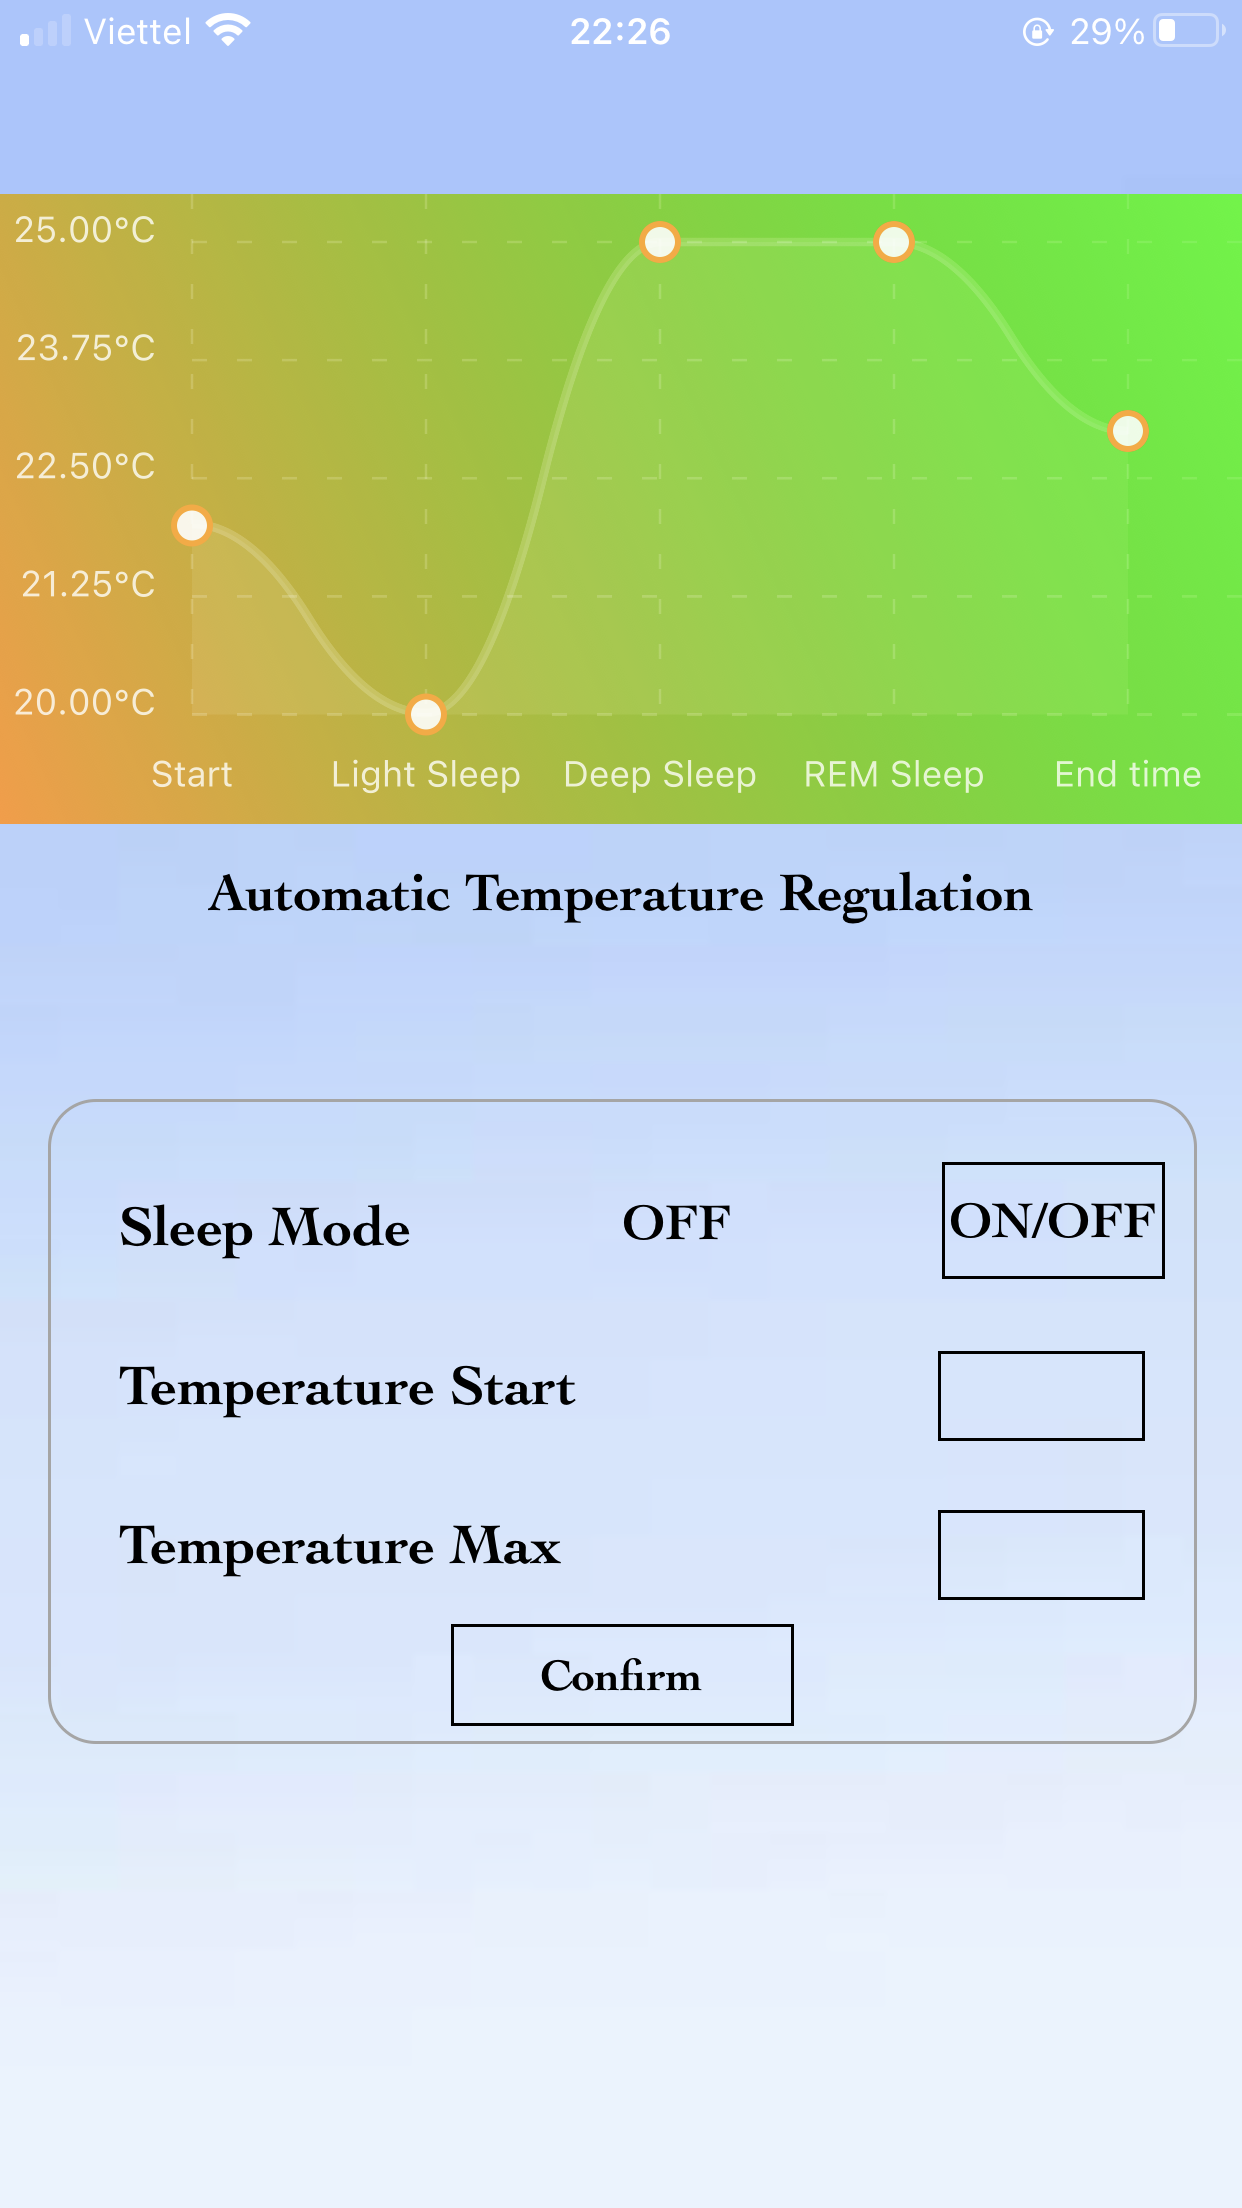 Viettel 22:26 29%
25.00°C
23.75°C
22.50°C
21.25°C
20.00°C
Start Light Sleep Deep Sleep REM Sleep End time
Automatic Temperature Regulation
Sleep Mode OFF ON/OFF
Temperature Start
Temperature Max
Confirm